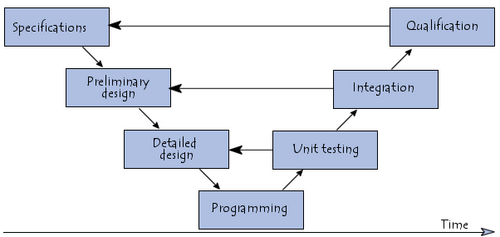 Specifications
Qualification
Preliminary
design
Integration
Detailed
design
Unit testing
Programming
Time